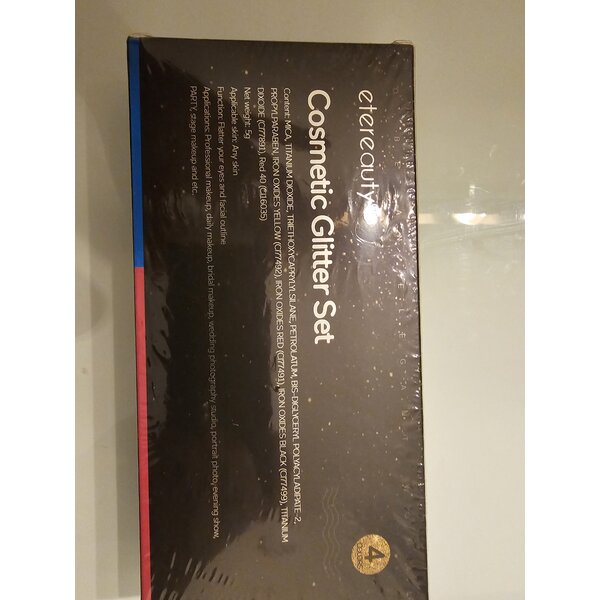 etereauty
Cosmetic Glitter Set
Content: MICA, TITANIUM DIOXIDE, TRIETHOXYCAPRYLYLSILANE, PETROLATUM, BIS-DIGLYCERYL POLYACYLADIPATE-2,
PROPYLPARABEN, IRON OXIDES YELLOW (CI77492), IRON OXIDES RED (CI77491), IRON OXIDES BLACK (CI77499), TITANIUM
DIXOIDE (CI77891), Red 40 (CI16035)
Net weight: 5g
Applicable skin: Any skin
Function: Flatter your eyes and facial outline
Applications: Professional makeup, daily makeup, bridal makeup, wedding photography studio, portrait photo, evening show,
PARTY, stage makeup and etc.
4